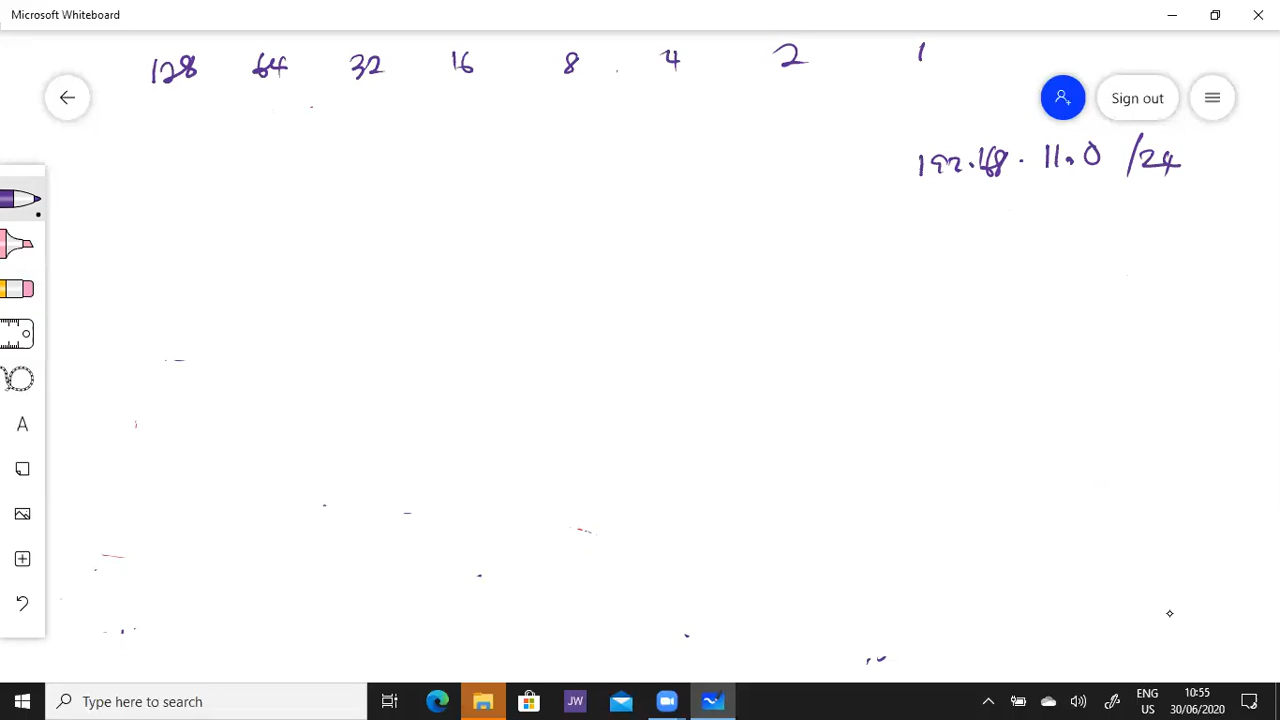 Microsoft Whiteboard
128 64 32 16 8 4 2 1
Sign out
192.168. 11.0 /24
A
Type here to search
JW
ENG
US
10:55
30/06/2020